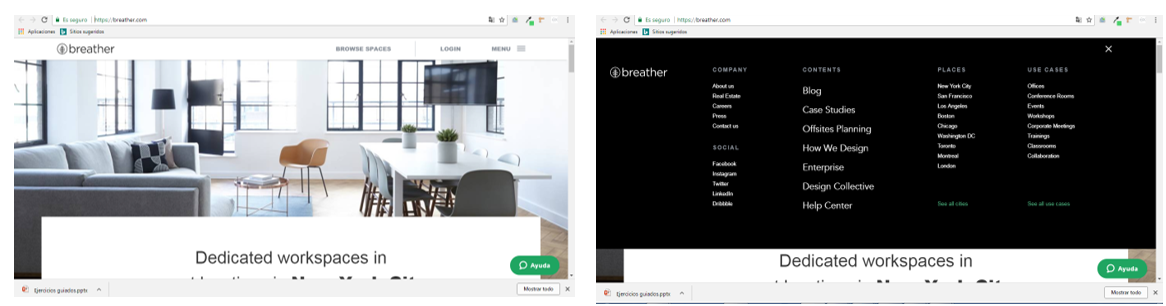 Es seguro | https://breather.com
Aplicaciones Sitios sugeridos
breather BROWSE SPACES LOGIN MENU
Dedicated workspaces in
Ayuda
Ejercicios guiados.pptx Mostrar todo
Es seguro | https://breather.com
Aplicaciones Sitios sugeridos
breather
COMPANY
About us
Real Estate
Careers
Press
Contact us
SOCIAL
Facebook
Instagram
Twitter
LinkedIn
Dribbble
CONTENTS
Blog
Case Studies
Offsites Planning
How We Design
Enterprise
Design Collective
Help Center
PLACES
New York City
San Francisco
Los Angeles
Boston
Chicago
Washington DC
Toronto
Montreal
London
See all cities
USE CASES
Offices
Conference Rooms
Events
Workshops
Corporate Meetings
Trainings
Classrooms
Collaboration
See all use cases
Dedicated workspaces in
Ayuda
Ejercicios guiados.pptx Mostrar todo